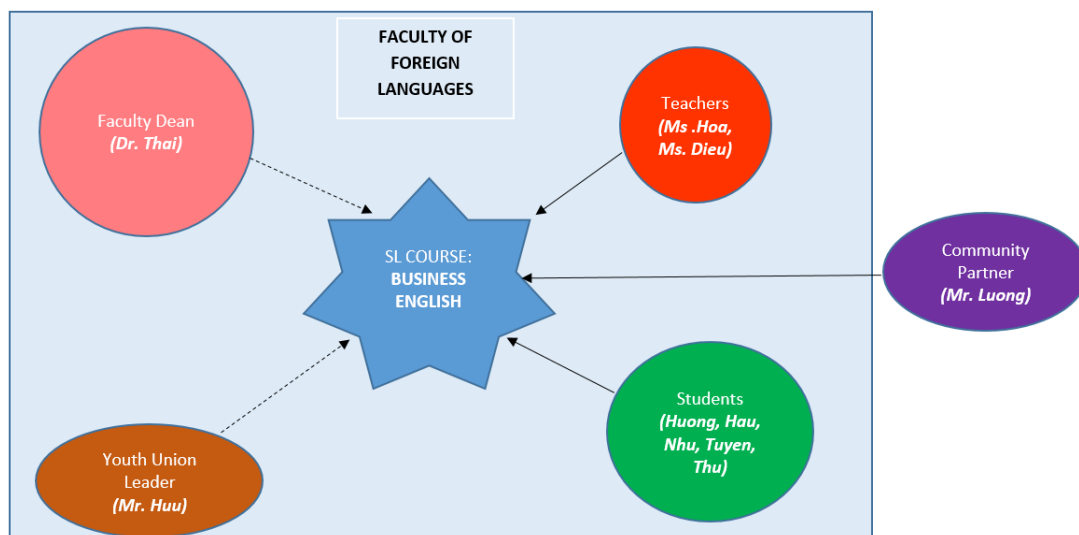 FACULTY OF
FOREIGN
LANGUAGES
Faculty Dean
(Dr. Thai)
Teachers
(Ms .Hoa,
Ms. Dieu)
SL COURSE:
BUSINESS
ENGLISH
Community
Partner
(Mr. Luong)
Youth Union
Leader
(Mr. Huu)
Students
(Huong, Hau,
Nhu, Tuyen,
Thu)